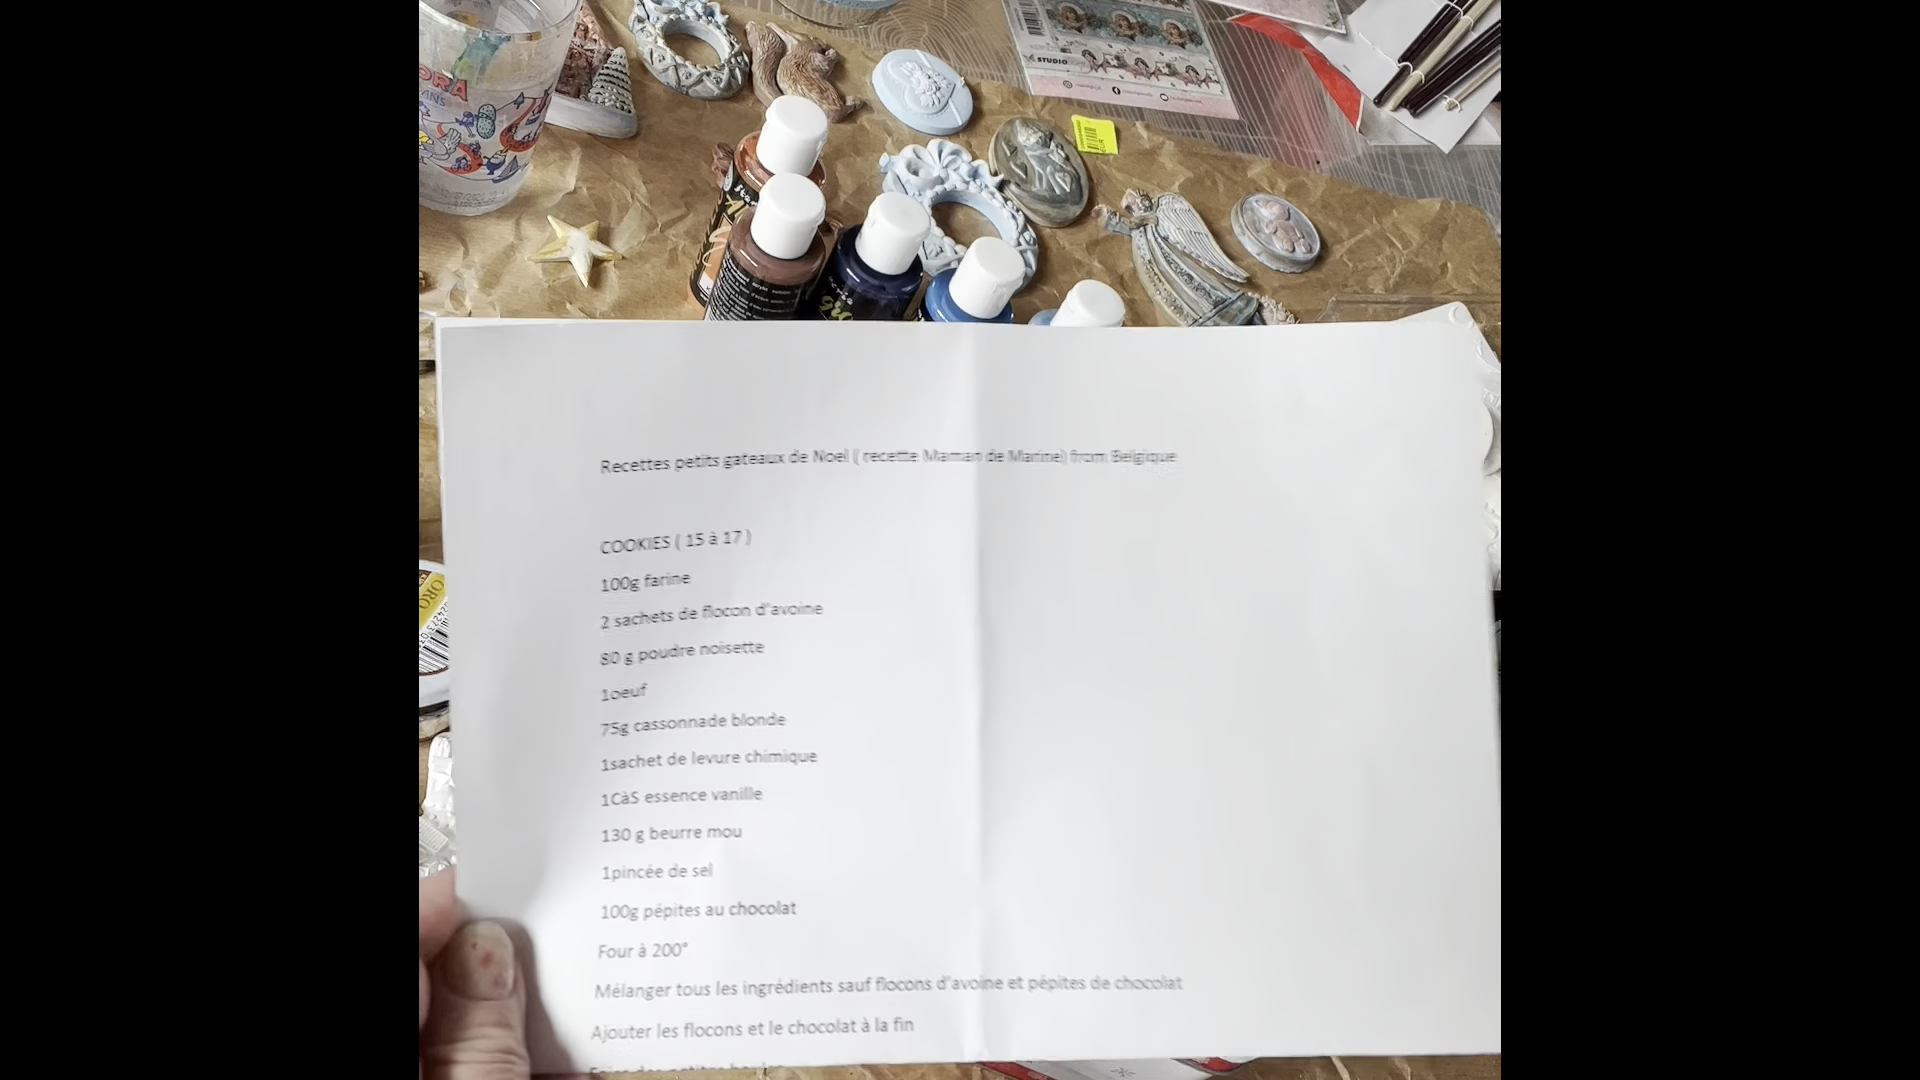 ORA
STUDIO
ORO
Recettes petits gateaux de Noel ( recette Maman de Marine) from Belgique
COOKIES ( 15 à 17 )
100g farine
2 sachets de flocon d'avoine
80 g poudre noisette
1oeuf
75g cassonnade blonde
1sachet de levure chimique
1CàS essence vanille
130 g beurre mou
1pincée de sel
100g pépites au chocolat
Four à 200°
Mélanger tous les ingrédients sauf flocons d'avoine et pépites de chocolat
Ajouter les flocons et le chocolat à la fin